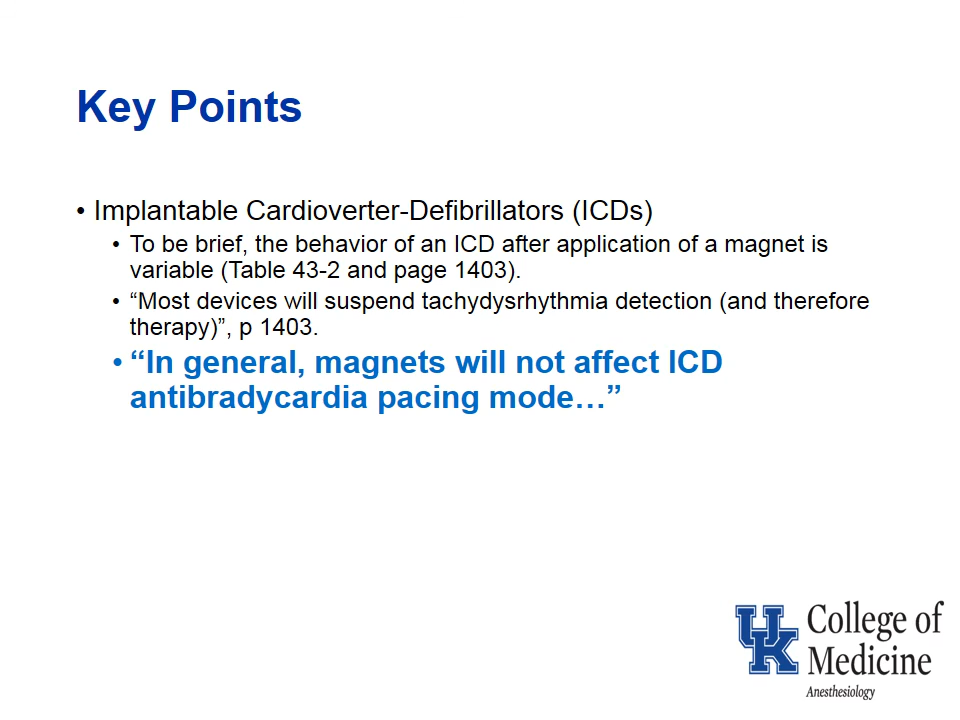 Key Points
• Implantable Cardioverter-Defibrillators (ICDs)
• To be brief, the behavior of an ICD after application of a magnet is
variable (Table 43-2 and page 1403).
• “Most devices will suspend tachydysrhythmia detection (and therefore
therapy)”, p 1403.
• “In general, magnets will not affect ICD
antibradycardia pacing mode…”
UK
College of
Medicine
Anesthesiology